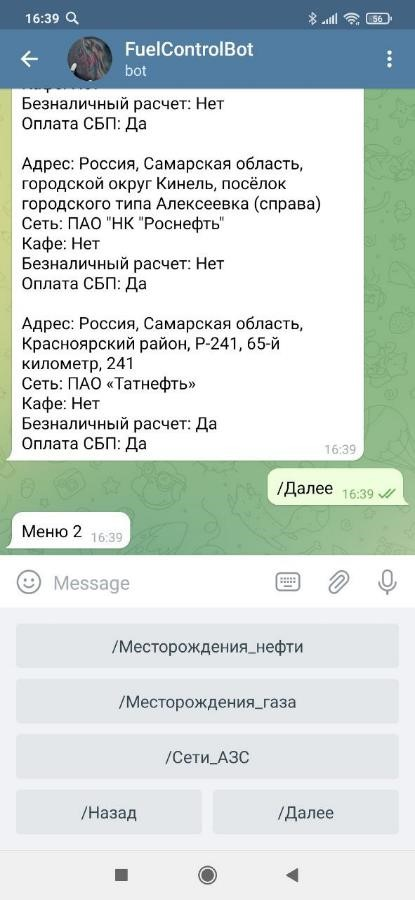 16:39
56
FuelControlBot
bot
Безналичный расчет: Нет
Оплата СБП: Да
Адрес: Россия, Самарская область,
городской округ Кинель, посёлок
городского типа Алексеевка (справа)
Сеть: ПАО "НК "Роснефть"
Кафе: Нет
Безналичный расчет: Нет
Оплата СБП: Да
Адрес: Россия, Самарская область,
Красноярский район, Р-241, 65-й
километр, 241
Сеть: ПАО «Татнефть»
Кафе: Нет
Безналичный расчет: Да
Оплата СБП: Да
16:39
/Далее 16:39
Меню 2 16:39
Message
/Месторождения_нефти
/Месторождения_газа
/Сети_АЗС
/Назад
/Далее